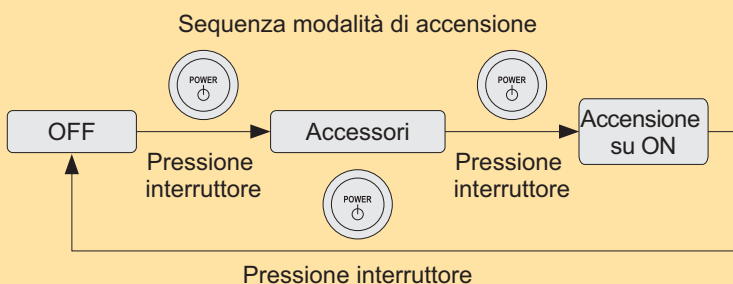 Sequenza modalità di accensione
POWER
POWER
OFF
Accessori
Accensione
su ON
Pressione
interruttore
Pressione
interruttore
POWER
Pressione interruttore